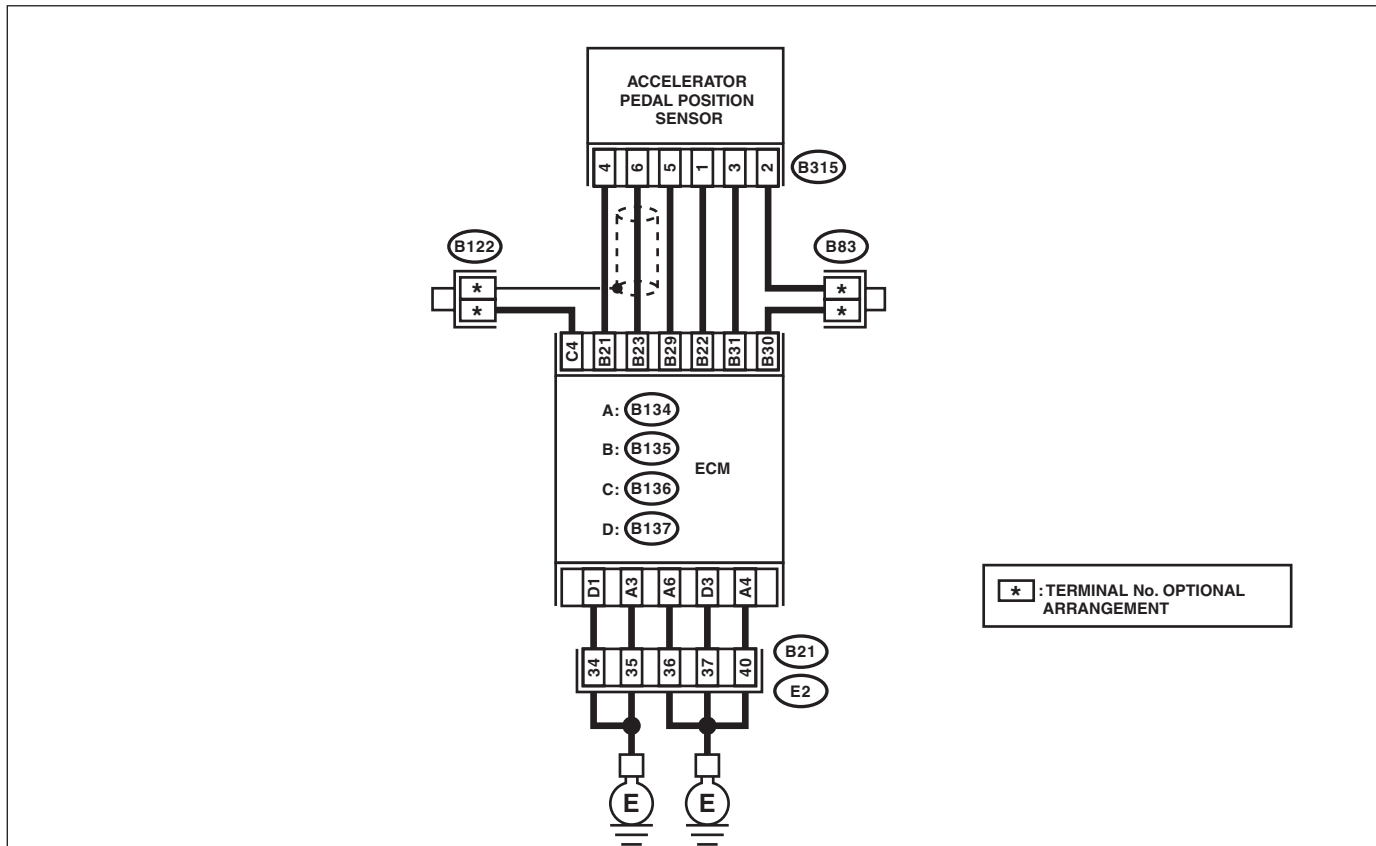 ACCELERATOR
PEDAL POSITION
SENSOR
4 6 5 1 3 2
B315
B122
B83
*
*
*
*
C4 B21 B23 B29 B22 B31 B30
A: B134
B: B135
ECM
C: B136
D: B137
D1 A3 A6 D3 A4
* : TERMINAL No. OPTIONAL
ARRANGEMENT
34 35 36 37 40
B21
E2
E E